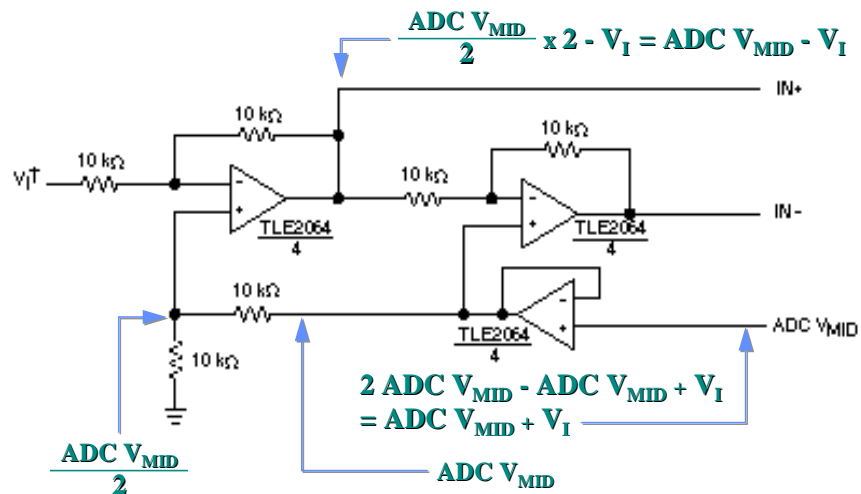 ADC V_MID / 2 x 2 - V_I = ADC V_MID - V_I
IN+
10 kΩ
10 kΩ
10 kΩ
10 kΩ
V_I†
-
+
-
+
TLE2064 / 4
TLE2064 / 4
IN-
10 kΩ
-
+
TLE2064 / 4
ADC V_MID
10 kΩ
2 ADC V_MID - ADC V_MID + V_I
= ADC V_MID + V_I
ADC V_MID / 2
ADC V_MID